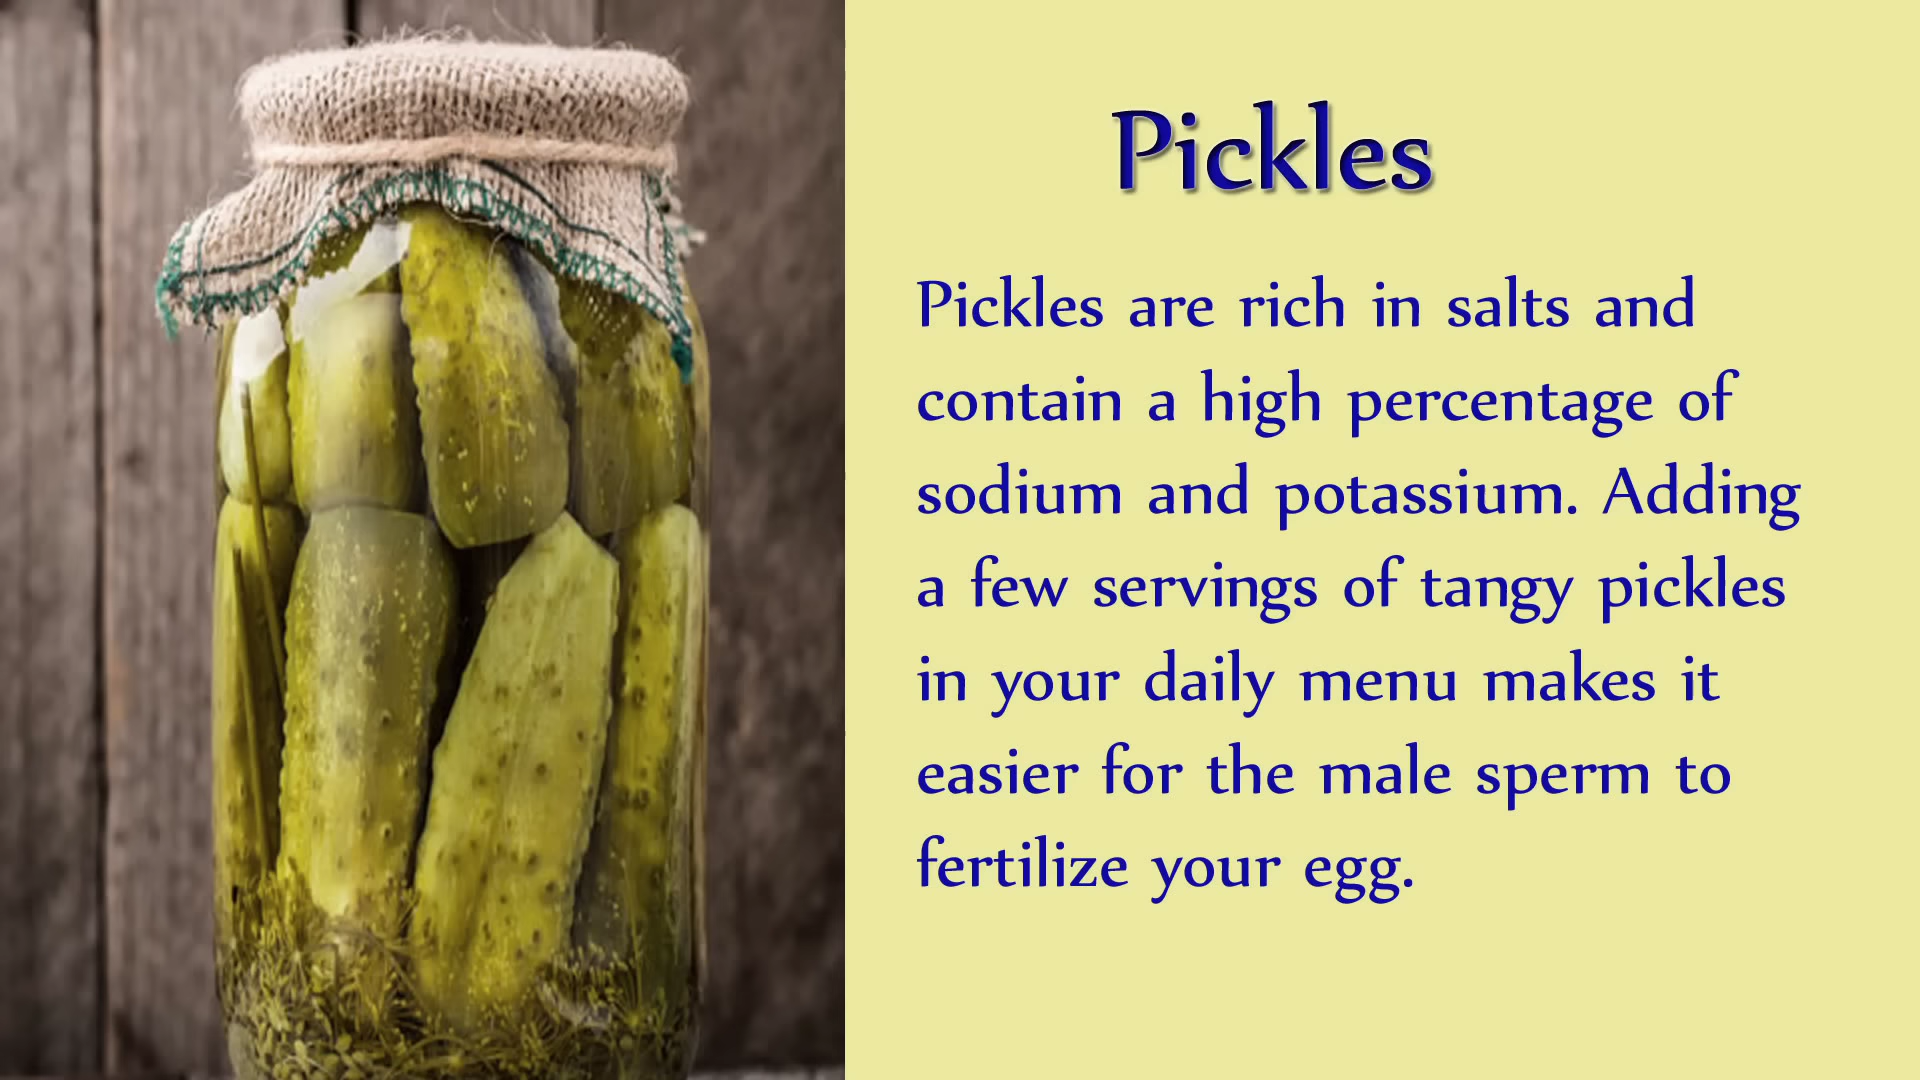 Pickles
Pickles are rich in salts and
contain a high percentage of
sodium and potassium. Adding
a few servings of tangy pickles
in your daily menu makes it
easier for the male sperm to
fertilize your egg.